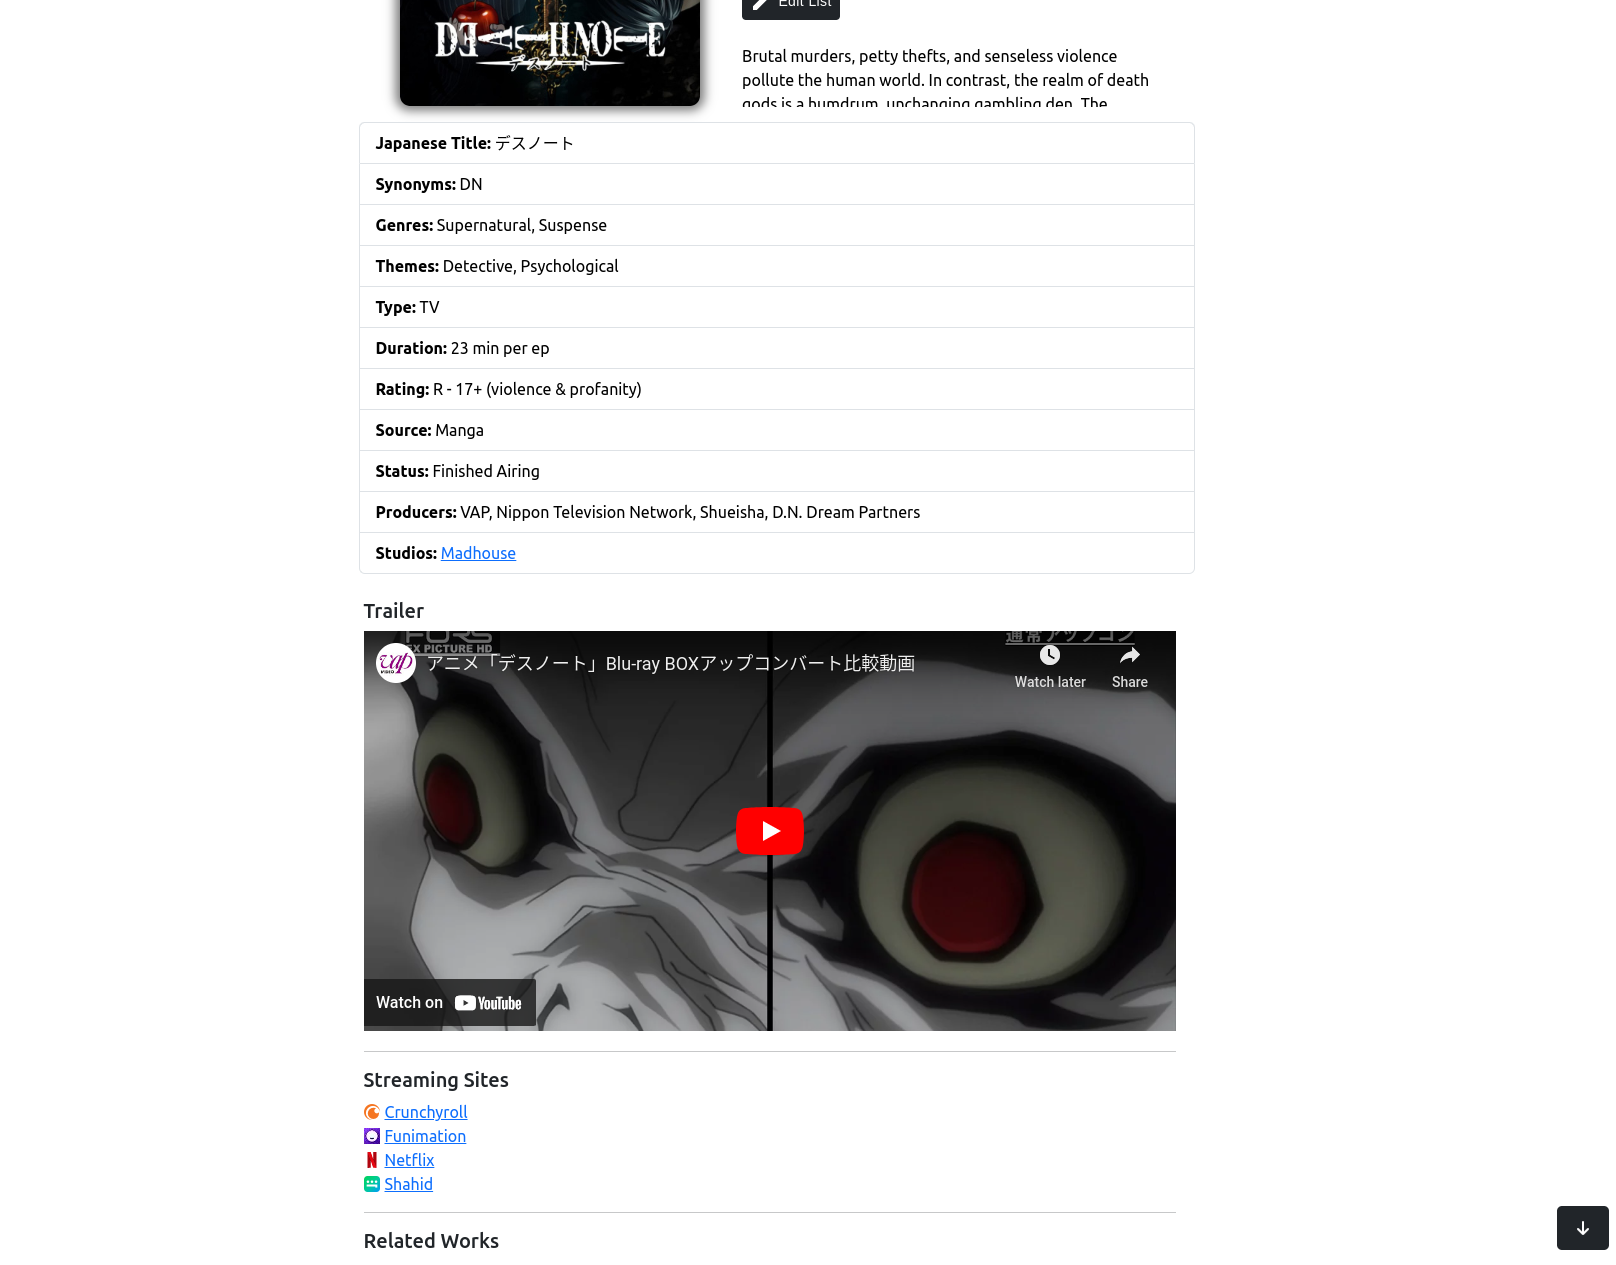 DEATH NOTE
デスノート
Edit List
Brutal murders, petty thefts, and senseless violence
pollute the human world. In contrast, the realm of death
gods is a humdrum, unchanging gambling den. The
Japanese Title: デスノート
Synonyms: DN
Genres: Supernatural, Suspense
Themes: Detective, Psychological
Type: TV
Duration: 23 min per ep
Rating: R - 17+ (violence & profanity)
Source: Manga
Status: Finished Airing
Producers: VAP, Nippon Television Network, Shueisha, D.N. Dream Partners
Studios: Madhouse
Trailer
FORS
EX PICTURE HD
通常アップコン
vap
VIDEO
アニメ「デスノート」Blu-ray BOXアップコンバート比較動画
Watch later
Share
Watch on YouTube
Streaming Sites
Crunchyroll
Funimation
Netflix
Shahid
Related Works